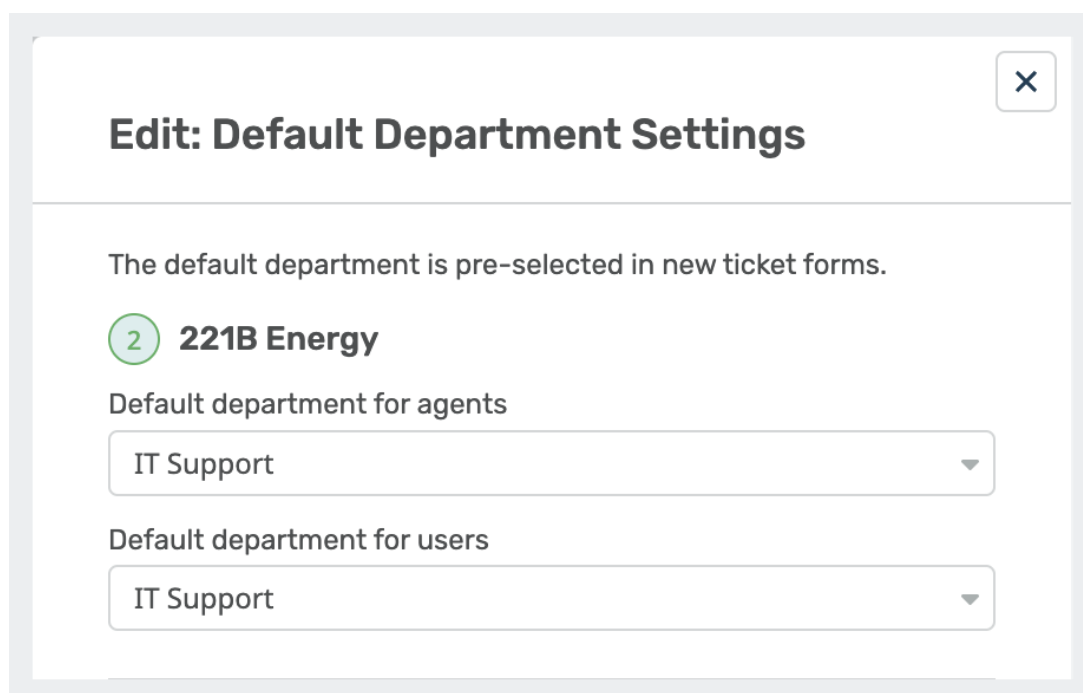 Edit: Default Department Settings
The default department is pre-selected in new ticket forms.
2 221B Energy
Default department for agents
IT Support
Default department for users
IT Support